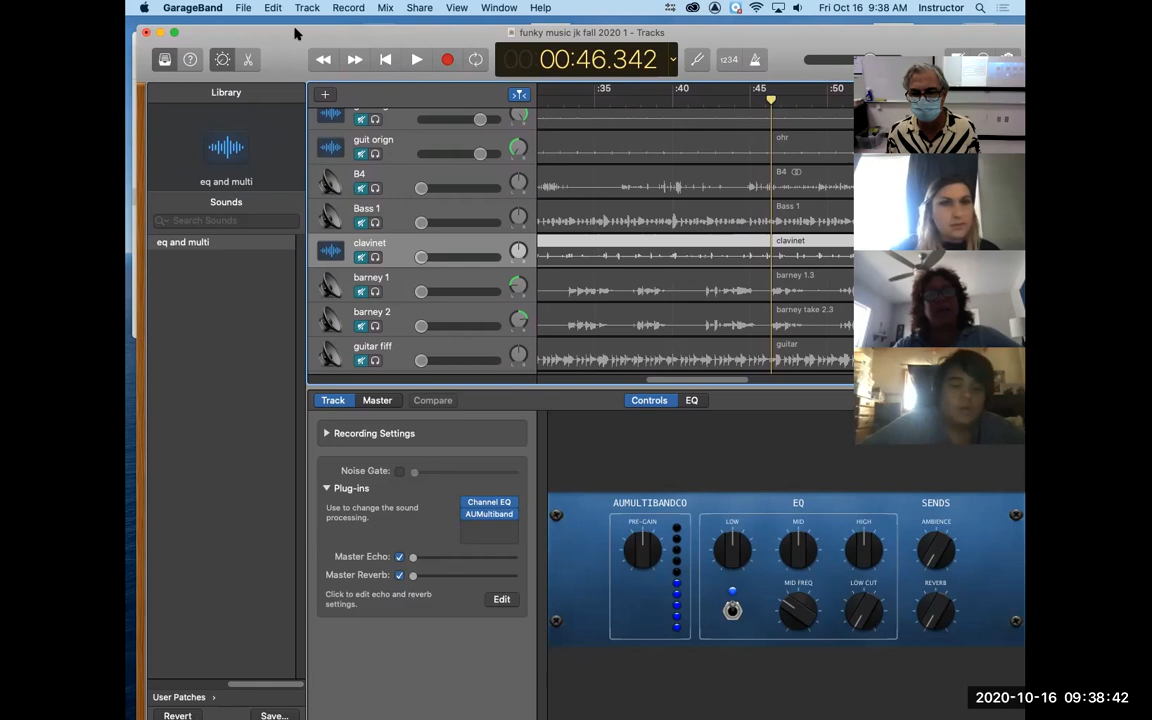 GarageBand File Edit Track Record Mix Share View Window Help Fri Oct 16 9:38 AM Instructor
funky music jk fall 2020 1 - Tracks
00:00:46.342
1234
Library
:35 :40 :45 :50
eq and multi
Sounds
Search Sounds
eq and multi
guit orign
ohr
B4
B4
Bass 1
Bass 1
clavinet
clavinet
barney 1
barney 1.3
barney 2
barney take 2.3
guitar fiff
guitar
Track Master Compare Controls EQ
Recording Settings
Noise Gate:
Plug-ins
Use to change the sound
processing.
Channel EQ
AUMultiband
Master Echo:
Master Reverb:
Click to edit echo and reverb
settings.
Edit
AUMULTIBANDCO EQ SENDS
PRE-GAIN LOW MID HIGH AMBIENCE
MID FREQ LOW CUT REVERB
User Patches
Revert Save...
2020-10-16 09:38:42